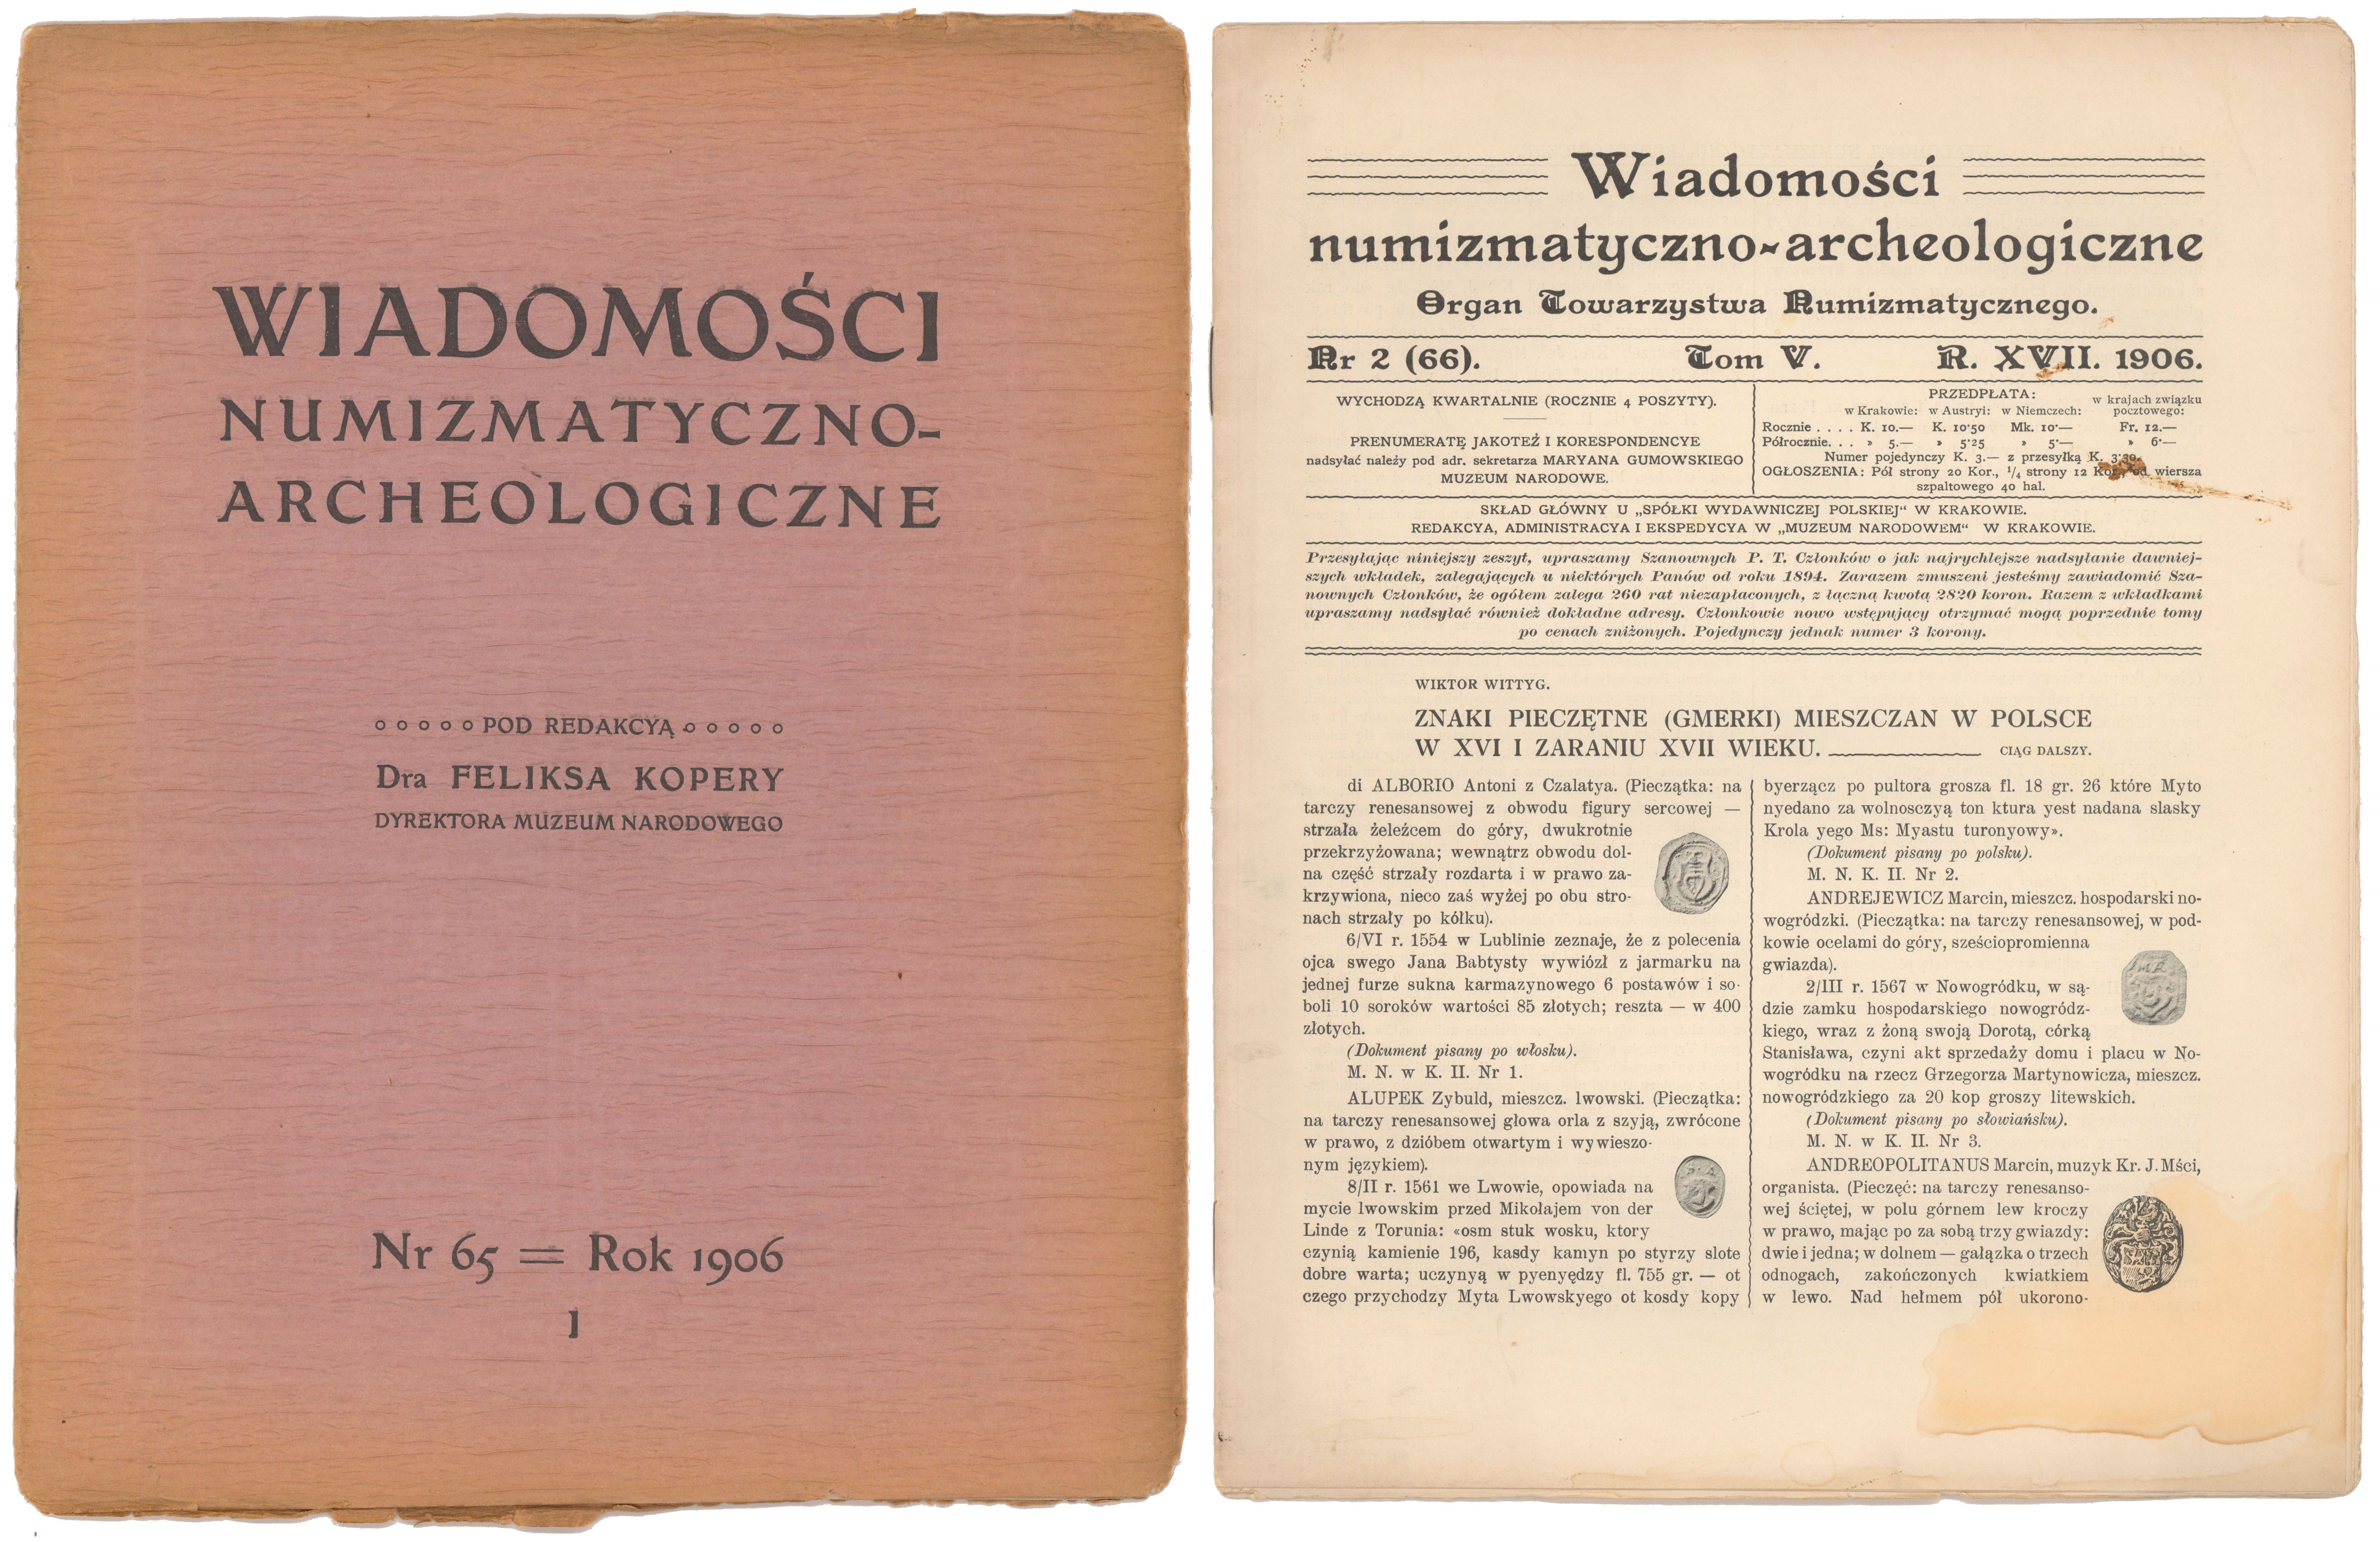 WIADOMOŚCI
NUMIZMATYCZNO-
ARCHEOLOGICZNE
POD REDAKCYĄ
Dra FELIKSA KOPERY
DYREKTORA MUZEUM NARODOWEGO
Nr 65 = Rok 1906
I
Wiadomości
numizmatyczno-archeologiczne
Organ Towarzystwa Numizmatycznego.
Nr 2 (66). Tom V. R. XVII. 1906.
WYCHODZĄ KWARTALNIE (ROCZNIE 4 POSZYTY).
PRENUMERATĘ JAKOTEŻ I KORESPONDENCYE
nadsyłać należy pod adr. sekretarza MARYANA GUMOWSKIEGO
MUZEUM NARODOWE.
PRZEDPŁATA:
w Krakowie: w Austryi: w Niemczech: w krajach związku pocztowego:
Rocznie . . . . K. 10.— K. 10·50 Mk. 10·— Fr. 12.—
Półrocznie. . . » 5.— » 5·25 » 5·— » 6·—
Numer pojedynczy K. 3.— z przesyłką K. 3·30.
OGŁOSZENIA: Pół strony 20 Kor., 1/4 strony 12 Kor., od wiersza
szpaltowego 40 hal.
SKŁAD GŁÓWNY U „SPÓŁKI WYDAWNICZEJ POLSKIEJ" W KRAKOWIE.
REDAKCYA, ADMINISTRACYA I EKSPEDYCYA W „MUZEUM NARODOWEM" W KRAKOWIE.
Przesyłając niniejszy zeszyt, upraszamy Szanownych P. T. Członków o jak najrychlejsze nadsyłanie dawniej-
szych wkładek, zalegających u niektórych Panów od roku 1894. Zarazem zmuszeni jesteśmy zawiadomić Sza-
nownych Członków, że ogółem zalega 260 rat niezapłaconych, z łączną kwotą 2820 koron. Razem z wkładkami
upraszamy nadsyłać również dokładne adresy. Członkowie nowo wstępujący otrzymać mogą poprzednie tomy
po cenach zniżonych. Pojedynczy jednak numer 3 korony.
WIKTOR WITTYG.
ZNAKI PIECZĘTNE (GMERKI) MIESZCZAN W POLSCE
W XVI I ZARANIU XVII WIEKU. CIĄG DALSZY.
di ALBORIO Antoni z Czalatya. (Pieczątka: na
tarczy renesansowej z obwodu figury sercowej —
strzała żeleźcem do góry, dwukrotnie
przekrzyżowana; wewnątrz obwodu dol-
na część strzały rozdarta i w prawo za-
krzywiona, nieco zaś wyżej po obu stro-
nach strzały po kółku).
6/VI r. 1554 w Lublinie zeznaje, że z polecenia
ojca swego Jana Babtysty wywiózł z jarmarku na
jednej furze sukna karmazynowego 6 postawów i so-
boli 10 soroków wartości 85 złotych; reszta — w 400
złotych.
(Dokument pisany po włosku).
M. N. w K. II. Nr 1.
ALUPEK Zybuld, mieszcz. lwowski. (Pieczątka:
na tarczy renesansowej głowa orla z szyją, zwrócone
w prawo, z dzióbem otwartym i wywieszo-
nym językiem).
8/II r. 1561 we Lwowie, opowiada na
mycie lwowskim przed Mikołajem von der
Linde z Torunia: «osm stuk wosku, ktory
czynią kamienie 196, kasdy kamyn po styrzy slote
dobre warta; uczynyą w pyenyędzy fl. 755 gr. — ot
czego przychodzy Myta Lwowskyego ot kosdy kopy
byerzącz po pultora grosza fl. 18 gr. 26 które Myto
nyedano za wolnosczyą ton ktura yest nadana slasky
Krola yego Ms: Myastu turonyowy».
(Dokument pisany po polsku).
M. N. K. II. Nr 2.
ANDREJEWICZ Marcin, mieszcz. hospodarski no-
wogródzki. (Pieczątka: na tarczy renesansowej, w pod-
kowie ocelami do góry, sześciopromienna
gwiazda).
2/III r. 1567 w Nowogródku, w są-
dzie zamku hospodarskiego nowogródz-
kiego, wraz z żoną swoją Dorotą, córką
Stanisława, czyni akt sprzedaży domu i placu w No-
wogródku na rzecz Grzegorza Martynowicza, mieszcz.
nowogródzkiego za 20 kop groszy litewskich.
(Dokument pisany po słowiańsku).
M. N. w K. II. Nr 3.
ANDREOPOLITANUS Marcin, muzyk Kr. J. Mści,
organista. (Pieczęć: na tarczy renesanso-
wej ściętej, w polu górnem lew kroczy
w prawo, mając po za sobą trzy gwiazdy:
dwie i jedna; w dolnem — gałązka o trzech
odnogach, zakończonych kwiatkiem
w lewo. Nad hełmem pół ukorono-